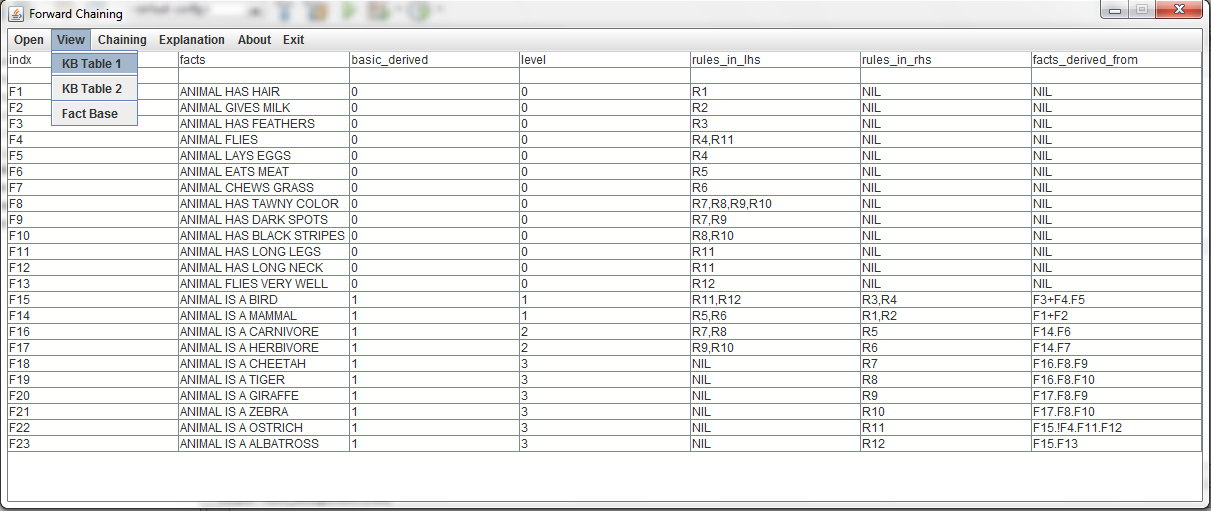 Forward Chaining
Open View Chaining Explanation About Exit
indx facts basic_derived level rules_in_lhs rules_in_rhs facts_derived_from
KB Table 1
KB Table 2
Fact Base
F1 ANIMAL HAS HAIR 0 0 R1 NIL NIL
F2 ANIMAL GIVES MILK 0 0 R2 NIL NIL
F3 ANIMAL HAS FEATHERS 0 0 R3 NIL NIL
F4 ANIMAL FLIES 0 0 R4,R11 NIL NIL
F5 ANIMAL LAYS EGGS 0 0 R4 NIL NIL
F6 ANIMAL EATS MEAT 0 0 R5 NIL NIL
F7 ANIMAL CHEWS GRASS 0 0 R6 NIL NIL
F8 ANIMAL HAS TAWNY COLOR 0 0 R7,R8,R9,R10 NIL NIL
F9 ANIMAL HAS DARK SPOTS 0 0 R7,R9 NIL NIL
F10 ANIMAL HAS BLACK STRIPES 0 0 R8,R10 NIL NIL
F11 ANIMAL HAS LONG LEGS 0 0 R11 NIL NIL
F12 ANIMAL HAS LONG NECK 0 0 R11 NIL NIL
F13 ANIMAL FLIES VERY WELL 0 0 R12 NIL NIL
F15 ANIMAL IS A BIRD 1 1 R11,R12 R3,R4 F3+F4.F5
F14 ANIMAL IS A MAMMAL 1 1 R5,R6 R1,R2 F1+F2
F16 ANIMAL IS A CARNIVORE 1 2 R7,R8 R5 F14.F6
F17 ANIMAL IS A HERBIVORE 1 2 R9,R10 R6 F14.F7
F18 ANIMAL IS A CHEETAH 1 3 NIL R7 F16.F8.F9
F19 ANIMAL IS A TIGER 1 3 NIL R8 F16.F8.F10
F20 ANIMAL IS A GIRAFFE 1 3 NIL R9 F17.F8.F9
F21 ANIMAL IS A ZEBRA 1 3 NIL R10 F17.F8.F10
F22 ANIMAL IS A OSTRICH 1 3 NIL R11 F15.!F4.F11.F12
F23 ANIMAL IS A ALBATROSS 1 3 NIL R12 F15.F13